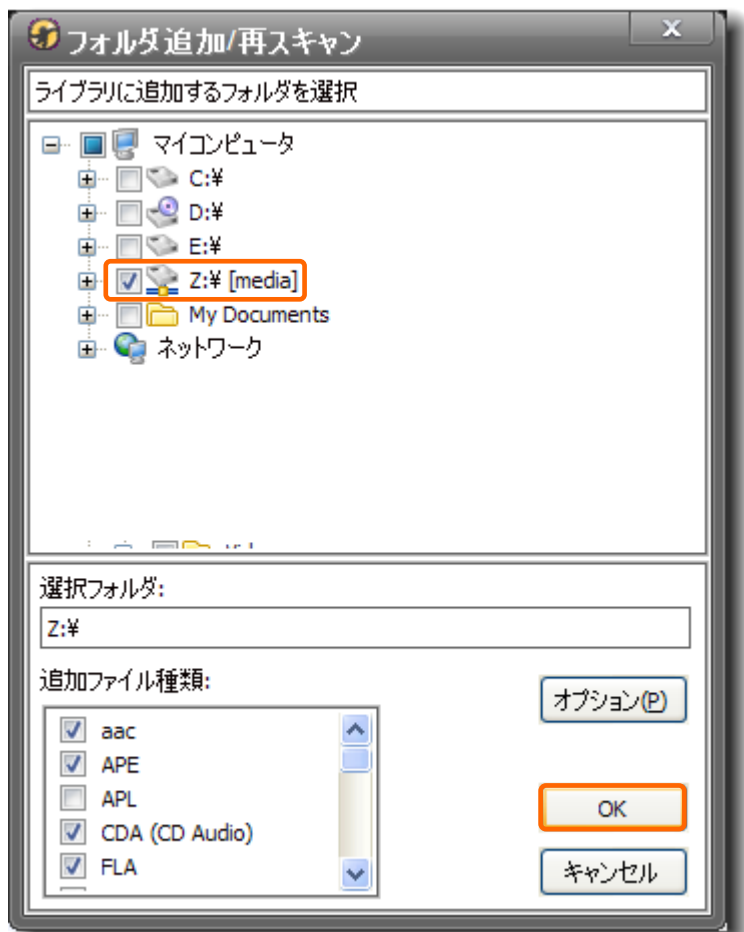 フォルダ追加/再スキャン
x
ライブラリに追加するフォルダを選択
マイコンピュータ
C:¥
D:¥
E:¥
Z:¥ [media]
My Documents
ネットワーク
選択フォルダ:
Z:¥
追加ファイル種類:
オプション(P)
aac
APE
APL
CDA (CD Audio)
FLA
OK
キャンセル